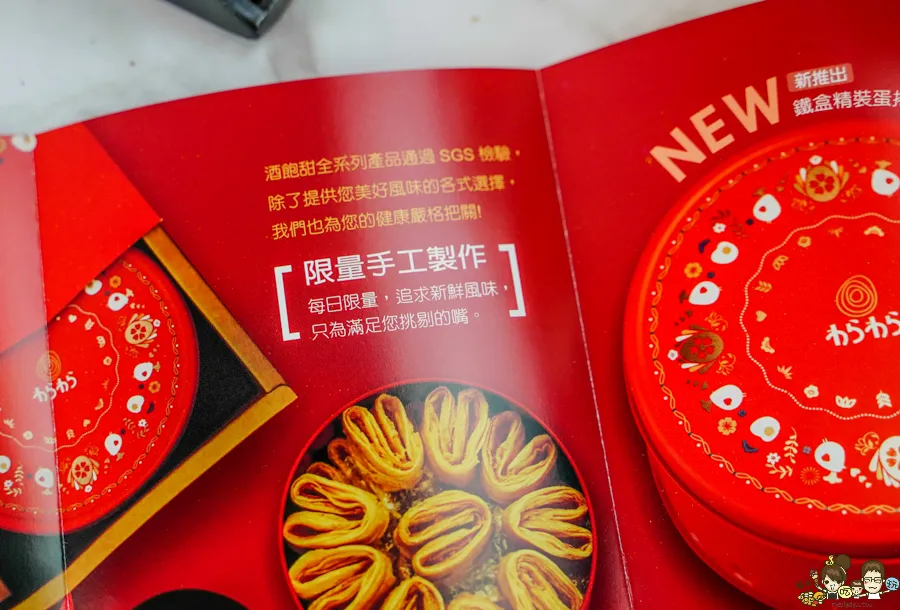 酒飽甜全系列產品通過 SGS 檢驗，
除了提供您美好風味的各式選擇，
我們也為您的健康嚴格把關!
限量手工製作
每日限量，追求新鮮風味，
只為滿足您挑剔的嘴。
わらわら
NEW
新推出
鐵盒精裝蛋捲
わらわら